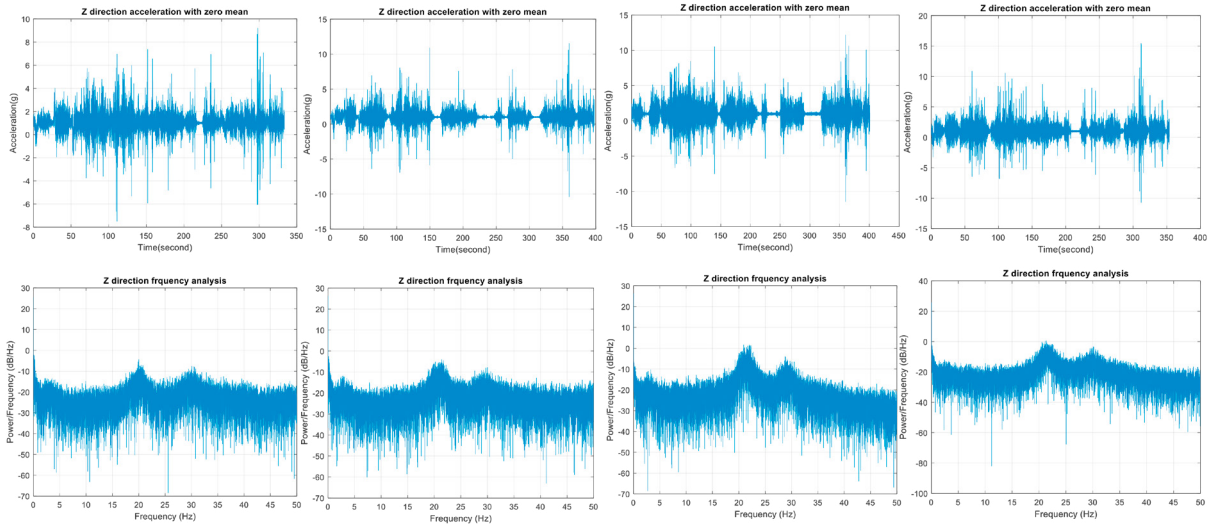 Z direction acceleration with zero mean
10
8
6
4
2
0
-2
-4
-6
-8
Acceleration(g)
0 50 100 150 200 250 300 350
Time(second)
Z direction acceleration with zero mean
15
10
5
0
-5
-10
-15
Acceleration(g)
0 50 100 150 200 250 300 350 400
Time(second)
Z direction acceleration with zero mean
15
10
5
0
-5
-10
-15
Acceleration(g)
0 50 100 150 200 250 300 350 400 450
Time(second)
Z direction acceleration with zero mean
20
15
10
5
0
-5
-10
-15
Acceleration(g)
0 50 100 150 200 250 300 350 400
Time(second)
Z direction frquency analysis
30
20
10
0
-10
-20
-30
-40
-50
-60
-70
Power/Frequency (dB/Hz)
0 5 10 15 20 25 30 35 40 45 50
Frequency (Hz)
Z direction frquency analysis
30
20
10
0
-10
-20
-30
-40
-50
-60
-70
Power/Frequency (dB/Hz)
0 5 10 15 20 25 30 35 40 45 50
Frequency (Hz)
Z direction frquency analysis
30
20
10
0
-10
-20
-30
-40
-50
-60
-70
Power/Frequency (dB/Hz)
0 5 10 15 20 25 30 35 40 45 50
Frequency (Hz)
Z direction frquency analysis
40
20
0
-20
-40
-60
-80
-100
Power/Frequency (dB/Hz)
0 5 10 15 20 25 30 35 40 45 50
Frequency (Hz)